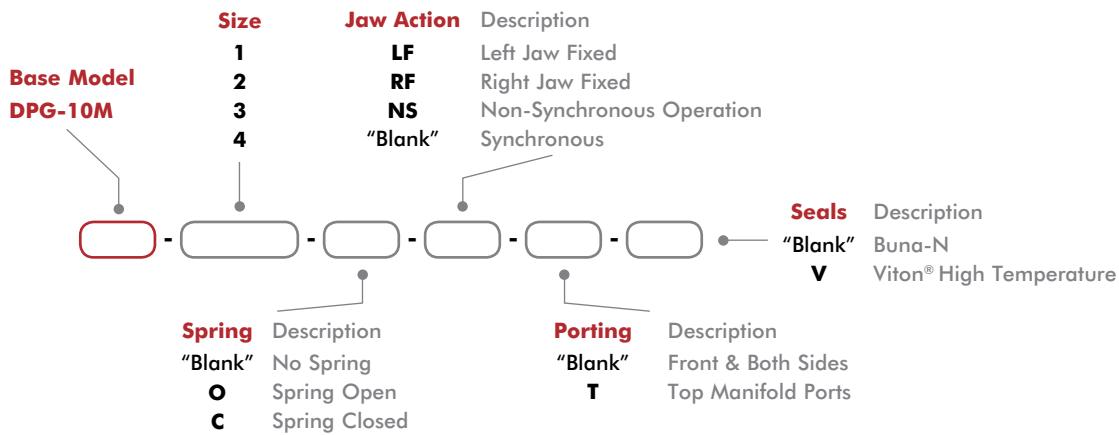 Size Jaw Action Description
1 LF Left Jaw Fixed
Base Model 2 RF Right Jaw Fixed
DPG-10M 3 NS Non-Synchronous Operation
4 “Blank” Synchronous
- - - - -
Seals Description
“Blank” Buna-N
V Viton® High Temperature
Spring Description Porting Description
“Blank” No Spring “Blank” Front & Both Sides
O Spring Open T Top Manifold Ports
C Spring Closed